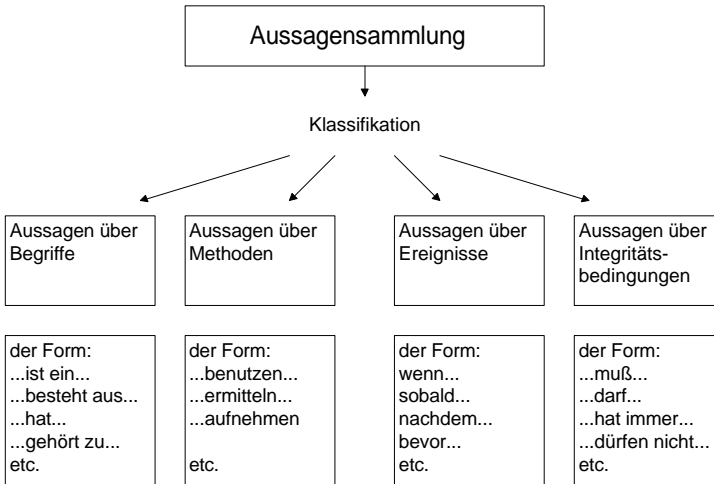 Aussagensammlung
Klassifikation
Aussagen über
Begriffe
Aussagen über
Methoden
Aussagen über
Ereignisse
Aussagen über
Integritäts-
bedingungen
der Form:
...ist ein...
...besteht aus...
...hat...
...gehört zu...
etc.
der Form:
...benutzen...
...ermitteln...
...aufnehmen
etc.
der Form:
wenn...
sobald...
nachdem...
bevor...
etc.
der Form:
...muß...
...darf...
...hat immer...
...dürfen nicht...
etc.